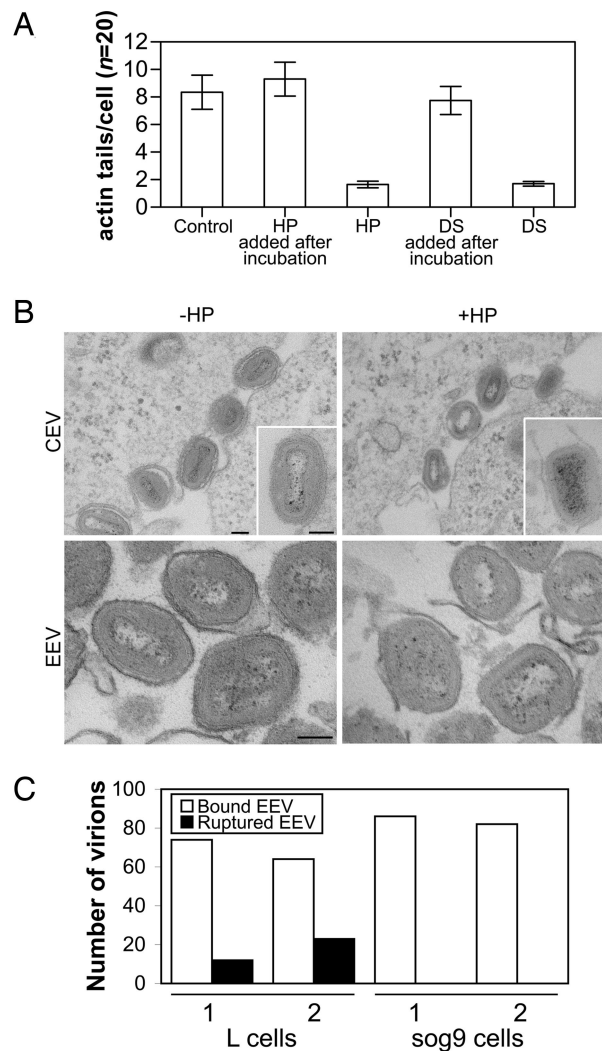 A
actin tails/cell (n=20)
12
10
8
6
4
2
0
Control
HP
added after
incubation
HP
DS
added after
incubation
DS
B
-HP
+HP
CEV
EEV
C
Number of virions
100
80
60
40
20
0
Bound EEV
Ruptured EEV
1 2 1 2
L cells sog9 cells